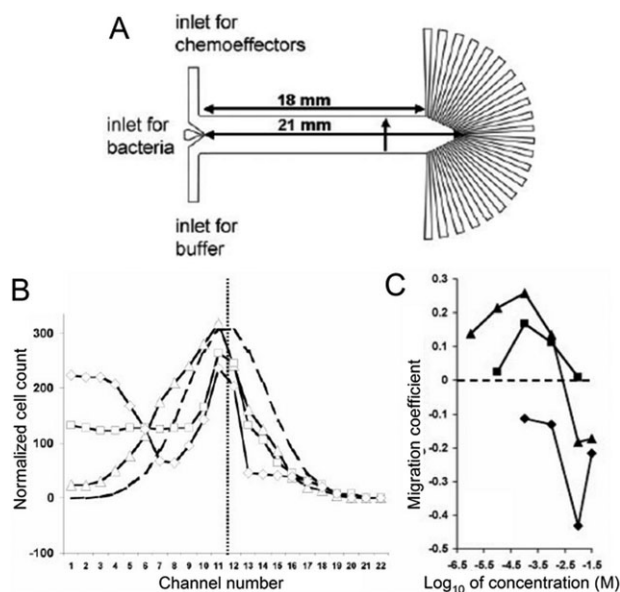 A
inlet for
chemoeffectors
18 mm
inlet for
bacteria
21 mm
inlet for
buffer
B
Normalized cell count
300
200
100
0
-100
1 2 3 4 5 6 7 8 9 10 11 12 13 14 15 16 17 18 19 20 21 22
Channel number
C
Migration coefficient
0.3
0.2
0.1
0
-0.1
-0.2
-0.3
-0.4
-0.5
-6.5 -5.5 -4.5 -3.5 -2.5 -1.5
Log10 of concentration (M)